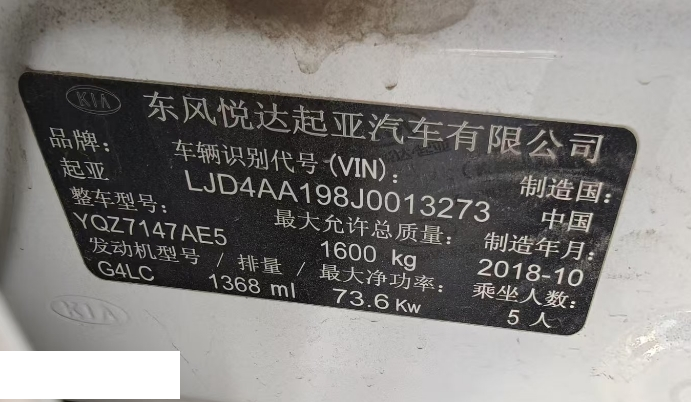 KIA 东风悦达起亚汽车有限公司
品牌: 车辆识别代号(VIN): 制造国:
起亚 LJD4AA198J0013273 中国
整车型号: 最大允许总质量: 制造年月:
YQZ7147AE5 1600 kg 2018-10
发动机型号 / 排量 / 最大净功率: 乘坐人数:
G4LC 1368 ml 73.6 Kw 5 人
KIA